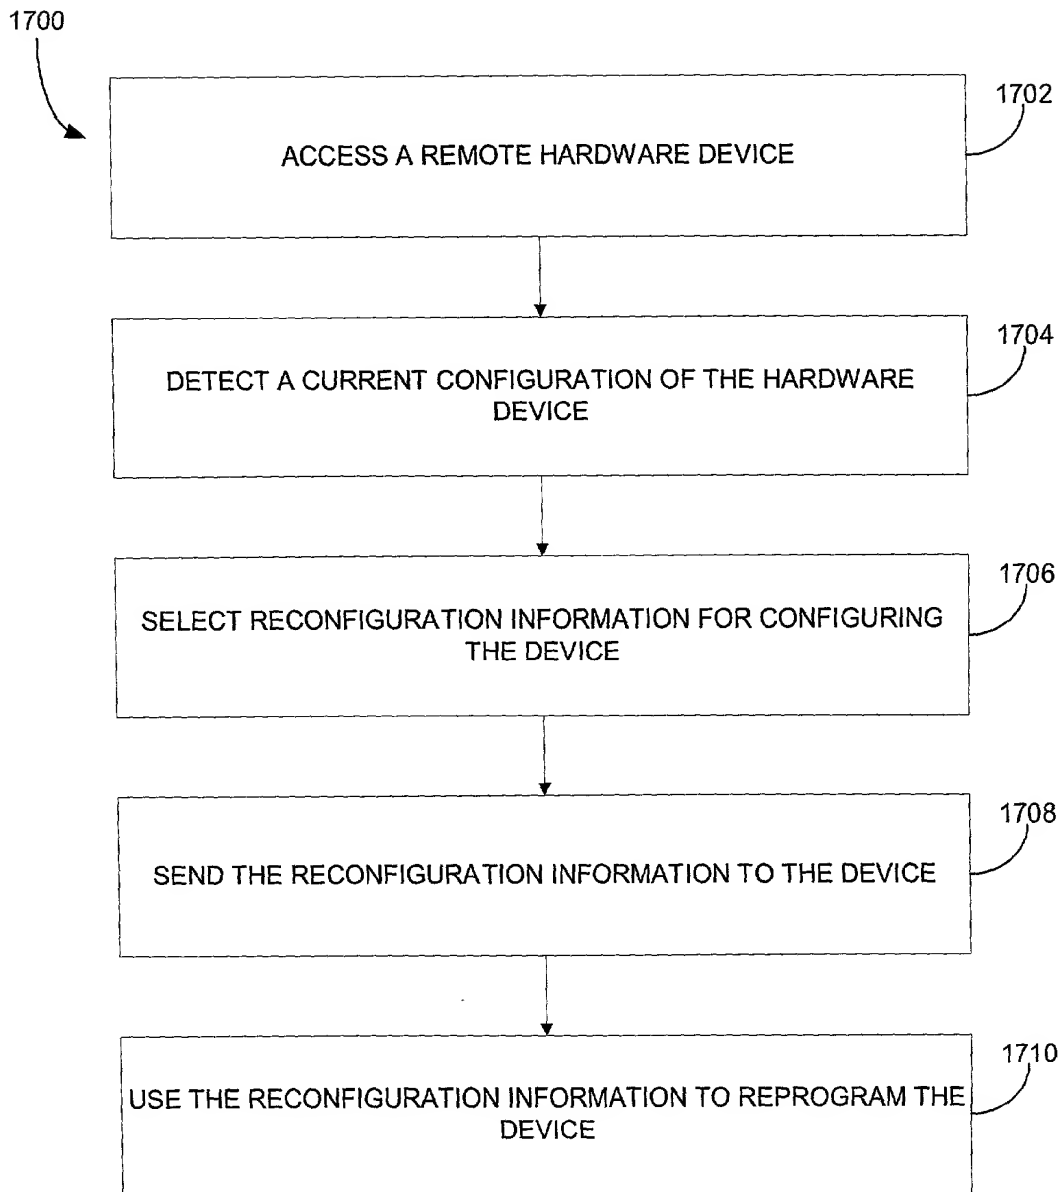 1700
1702
ACCESS A REMOTE HARDWARE DEVICE
1704
DETECT A CURRENT CONFIGURATION OF THE HARDWARE
DEVICE
1706
SELECT RECONFIGURATION INFORMATION FOR CONFIGURING
THE DEVICE
1708
SEND THE RECONFIGURATION INFORMATION TO THE DEVICE
1710
USE THE RECONFIGURATION INFORMATION TO REPROGRAM THE
DEVICE